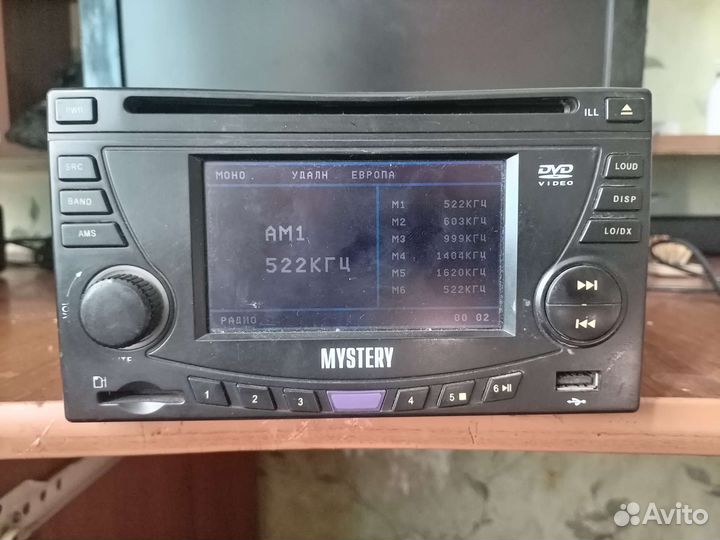 PWR
ILL
SRC
BAND
AMS
МОНО УДАЛН ЕВРОПА
AM1
522КГЦ
M1 522КГЦ
M2 603КГЦ
M3 999КГЦ
M4 1404КГЦ
M5 1620КГЦ
M6 522КГЦ
РАДИО 00 02
DVD
VIDEO
LOUD
DISP
LO/DX
VOL
MYSTERY
1
2
3
4
5
6
Avito